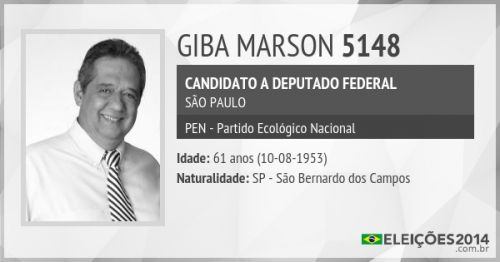 GIBA MARSON 5148
CANDIDATO A DEPUTADO FEDERAL
SÃO PAULO
PEN - Partido Ecológico Nacional
Idade: 61 anos (10-08-1953)
Naturalidade: SP - São Bernardo dos Campos
ELEIÇÕES2014
.com.br